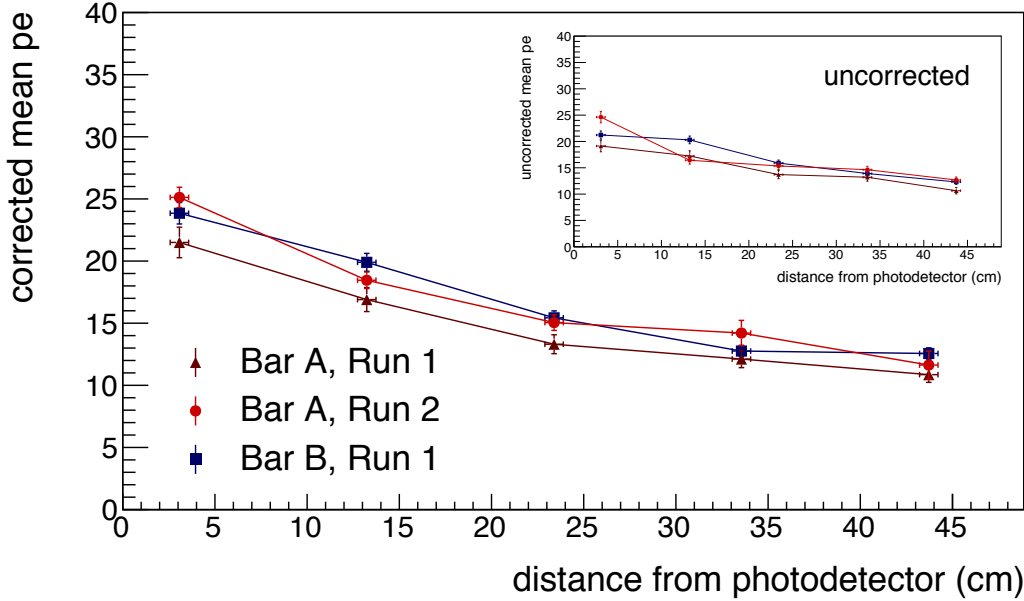 corrected mean pe
40
35
30
25
20
15
10
5
0
0 5 10 15 20 25 30 35 40 45
distance from photodetector (cm)
Bar A, Run 1
Bar A, Run 2
Bar B, Run 1
uncorrected mean pe
40
35
30
25
20
15
10
5
0
0 5 10 15 20 25 30 35 40 45
distance from photodetector (cm)
uncorrected